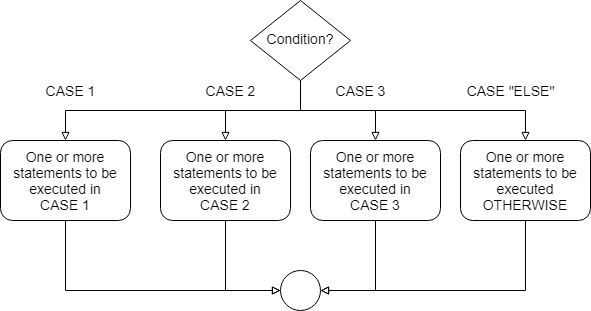 Condition?
CASE 1
CASE 2
CASE 3
CASE "ELSE"
One or more
statements to be
executed in
CASE 1
One or more
statements to be
executed in
CASE 2
One or more
statements to be
executed in
CASE 3
One or more
statements to be
executed
OTHERWISE